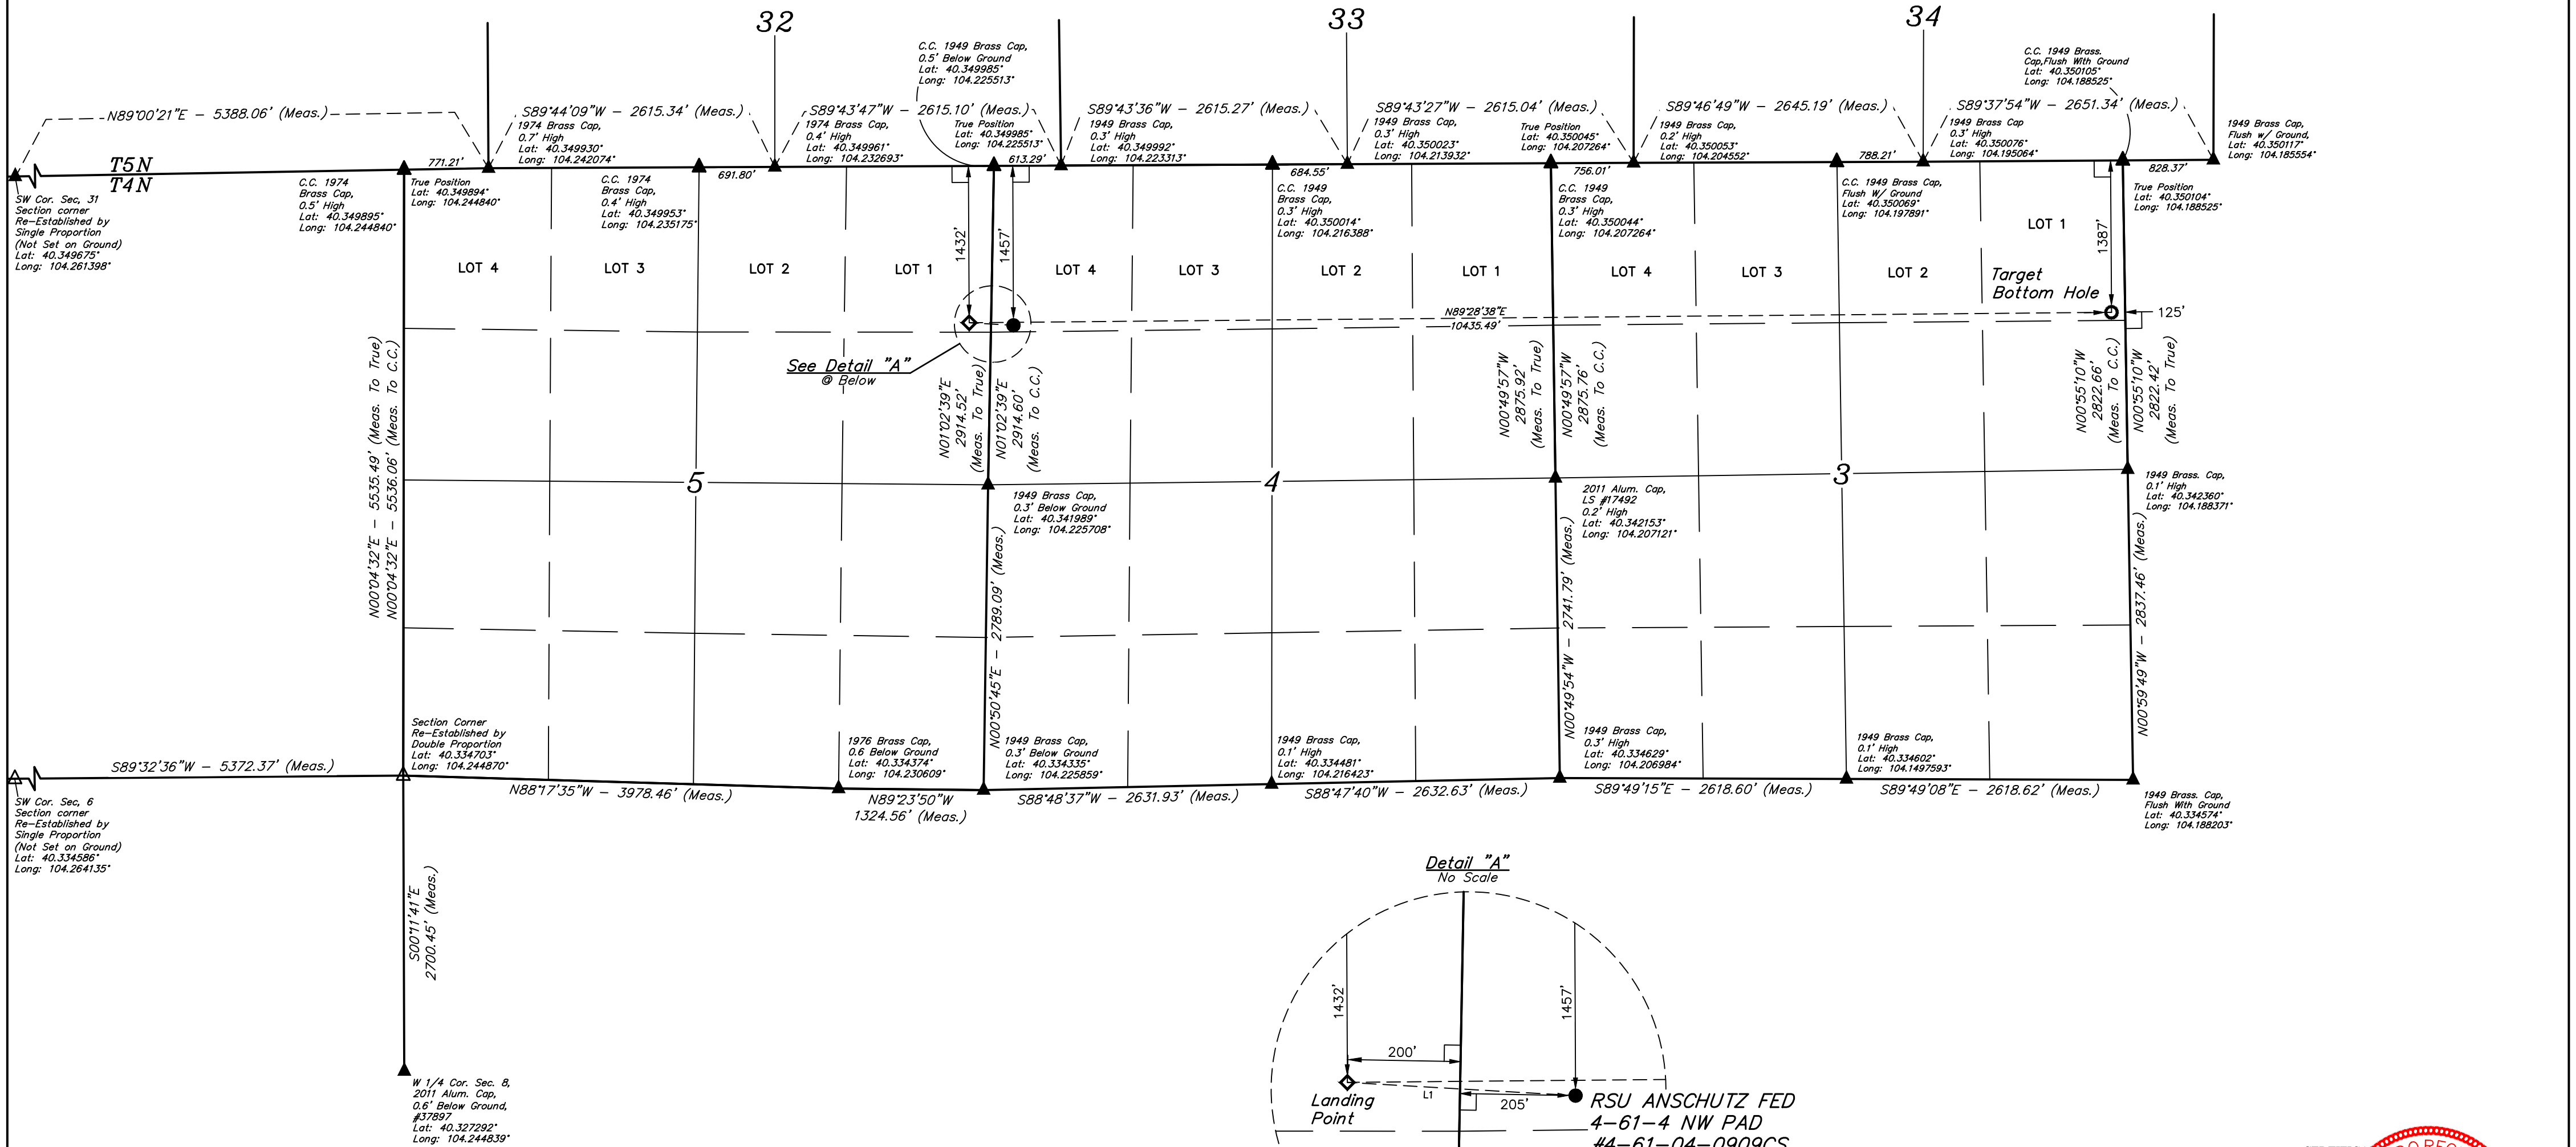 32
33
34
C.C. 1949 Brass Cap,
0.5' Below Ground
Lat: 40.349985°
Long: 104.225513°
C.C. 1949 Brass.
Cap,Flush With Ground
Lat: 40.350105°
Long: 104.188525°
N89°00'21"E - 5388.06' (Meas.)
S89°44'09"W - 2615.34' (Meas.)
S89°43'47"W - 2615.10' (Meas.)
S89°43'36"W - 2615.27' (Meas.)
S89°43'27"W - 2615.04' (Meas.)
S89°46'49"W - 2645.19' (Meas.)
S89°37'54"W - 2651.34' (Meas.)
1974 Brass Cap,
0.7' High
Lat: 40.349930°
Long: 104.242074°
1974 Brass Cap,
0.4' High
Lat: 40.349961°
Long: 104.232693°
True Position
Lat: 40.349985°
Long: 104.225513°
1949 Brass Cap,
0.3' High
Lat: 40.349992°
Long: 104.223313°
1949 Brass Cap,
0.3' High
Lat: 40.350023°
Long: 104.213932°
True Position
Lat: 40.350045°
Long: 104.207264°
1949 Brass Cap,
0.2' High
Lat: 40.350053°
Long: 104.204552°
1949 Brass Cap
0.3' High
Lat: 40.350076°
Long: 104.195064°
1949 Brass Cap,
Flush w/ Ground,
Lat: 40.350117°
Long: 104.185554°
T5N
T4N
771.21'
691.80'
613.29'
684.55'
756.01'
788.21'
828.37'
SW Cor. Sec, 31
Section corner
Re-Established by
Single Proportion
(Not Set on Ground)
Lat: 40.349675°
Long: 104.261398°
C.C. 1974
Brass Cap,
0.5' High
Lat: 40.349895°
Long: 104.244840°
True Position
Lat: 40.349894°
Long: 104.244840°
C.C. 1974
Brass Cap,
0.4' High
Lat: 40.349953°
Long: 104.235175°
C.C. 1949
Brass Cap,
0.3' High
Lat: 40.350014°
Long: 104.216388°
C.C. 1949
Brass Cap,
0.3' High
Lat: 40.350044°
Long: 104.207264°
C.C. 1949 Brass Cap,
Flush W/ Ground
Lat: 40.350069°
Long: 104.197891°
True Position
Lat: 40.350104°
Long: 104.188525°
LOT 4
LOT 3
LOT 2
LOT 1
LOT 4
LOT 3
LOT 2
LOT 1
LOT 4
LOT 3
LOT 2
LOT 1
1432'
1457'
1387'
Target
Bottom Hole
125'
N89°28'38"E
10435.49'
See Detail "A"
@ Below
N00°04'32"E - 5535.49' (Meas. To True)
N00°04'32"E - 5536.06' (Meas. To C.C.)
N01°02'39"E
2914.52'
(Meas. To True)
N01°02'39"E
2914.60'
(Meas. To C.C.)
N00°49'57"W
2875.92'
(Meas. To True)
N00°49'57"W
2875.76'
(Meas. To C.C.)
N00°55'10"W
2822.66'
(Meas. To C.C.)
N00°55'10"W
2822.42'
(Meas. To True)
5
4
3
1949 Brass Cap,
0.3' Below Ground
Lat: 40.341989°
Long: 104.225708°
2011 Alum. Cap,
LS #17492
0.2' High
Lat: 40.342153°
Long: 104.207121°
1949 Brass. Cap,
0.1' High
Lat: 40.342360°
Long: 104.188371°
N00°50'45"E - 2789.09' (Meas.)
N00°49'54"W - 2741.79' (Meas.)
N00°59'49"W - 2837.46' (Meas.)
Section Corner
Re-Established by
Double Proportion
Lat: 40.334703°
Long: 104.244870°
1976 Brass Cap,
0.6 Below Ground
Lat: 40.334374°
Long: 104.230609°
1949 Brass Cap,
0.3' Below Ground
Lat: 40.334335°
Long: 104.225859°
1949 Brass Cap,
0.1' High
Lat: 40.334481°
Long: 104.216423°
1949 Brass Cap,
0.3' High
Lat: 40.334629°
Long: 104.206984°
1949 Brass Cap,
0.1' High
Lat: 40.334602°
Long: 104.1497593°
S89°32'36"W - 5372.37' (Meas.)
N88°17'35"W - 3978.46' (Meas.)
N89°23'50"W
1324.56' (Meas.)
S88°48'37"W - 2631.93' (Meas.)
S88°47'40"W - 2632.63' (Meas.)
S89°49'15"E - 2618.60' (Meas.)
S89°49'08"E - 2618.62' (Meas.)
1949 Brass. Cap,
Flush With Ground
Lat: 40.334574°
Long: 104.188203°
SW Cor. Sec, 6
Section corner
Re-Established by
Single Proportion
(Not Set on Ground)
Lat: 40.334586°
Long: 104.264135°
S00°11'41"E
2700.45' (Meas.)
W 1/4 Cor. Sec. 8,
2011 Alum. Cap,
0.6' Below Ground,
#37897
Lat: 40.327292°
Long: 104.244839°
Detail "A"
No Scale
1432'
1457'
200'
L1
205'
Landing
Point
RSU ANSCHUTZ FED
4-61-4 NW PAD
#4-61-04-0909CS